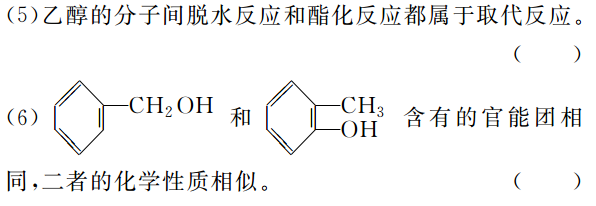 (5)乙醇的分子间脱水反应和酯化反应都属于取代反应。
(　　)
(6) —CH₂OH 和 —CH₃ —OH 含有的官能团相
同,二者的化学性质相似。 (　　)